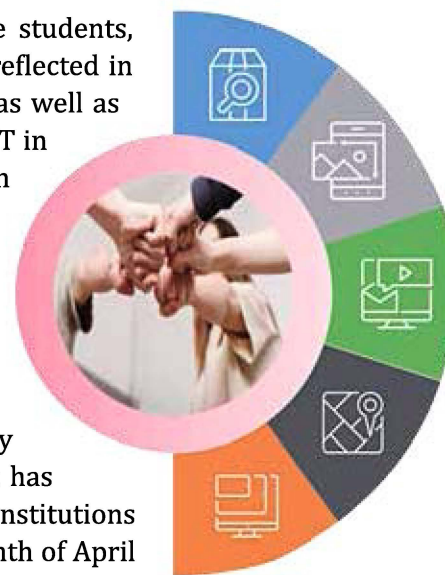 e students,
reflected in
as well as
T in
n
y
has
nstitutions
nth of April